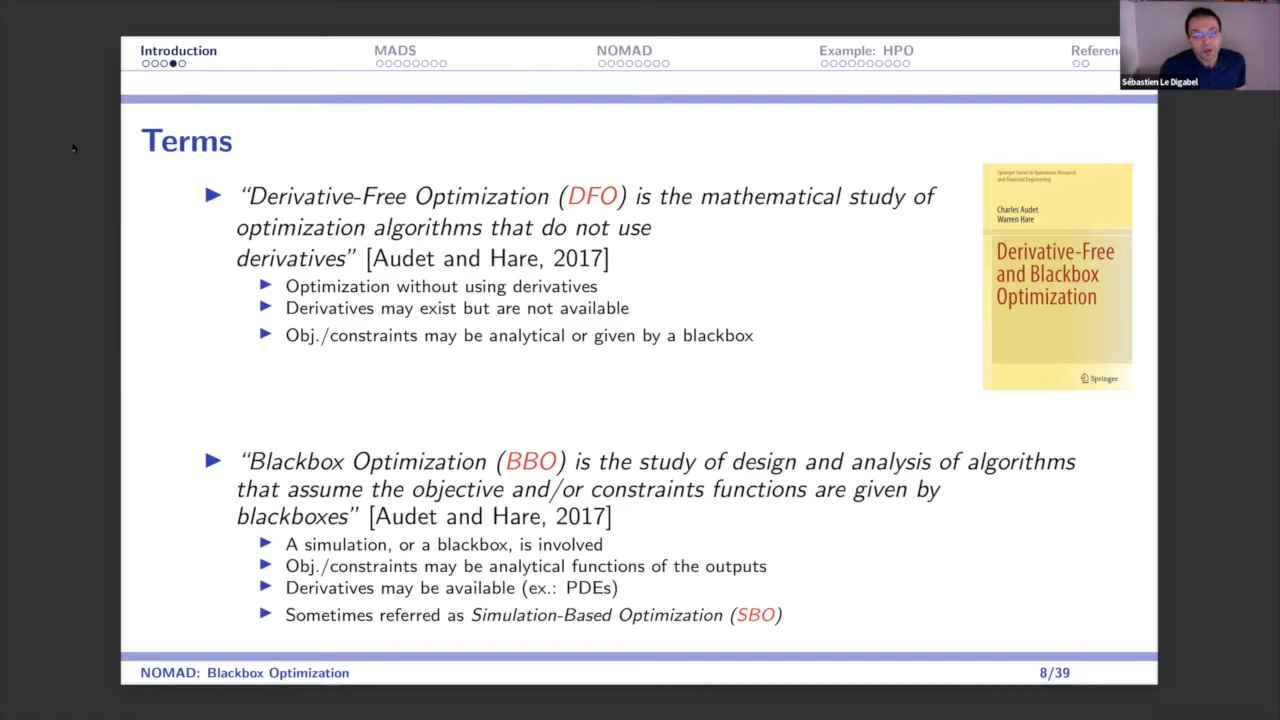 Introduction MADS NOMAD Example: HPO Referen
Sébastien Le Digabel
Terms
“Derivative-Free Optimization (DFO) is the mathematical study of
optimization algorithms that do not use
derivatives” [Audet and Hare, 2017]
Optimization without using derivatives
Derivatives may exist but are not available
Obj./constraints may be analytical or given by a blackbox
Springer Series in Operations Research
and Financial Engineering
Charles Audet
Warren Hare
Derivative-Free
and Blackbox
Optimization
Springer
“Blackbox Optimization (BBO) is the study of design and analysis of algorithms
that assume the objective and/or constraints functions are given by
blackboxes” [Audet and Hare, 2017]
A simulation, or a blackbox, is involved
Obj./constraints may be analytical functions of the outputs
Derivatives may be available (ex.: PDEs)
Sometimes referred as Simulation-Based Optimization (SBO)
NOMAD: Blackbox Optimization 8/39